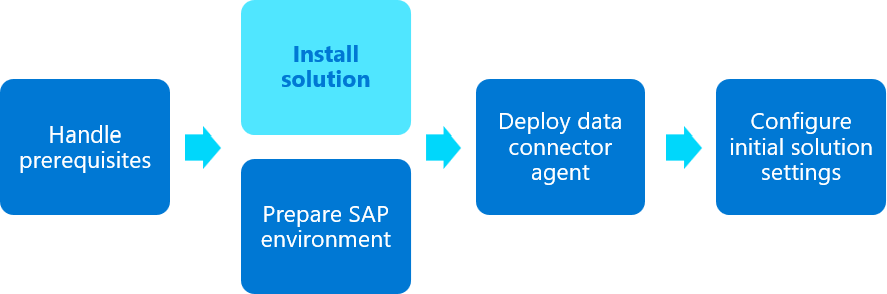 Handle
prerequisites
Install
solution
Prepare SAP
environment
Deploy data
connector
agent
Configure
initial solution
settings